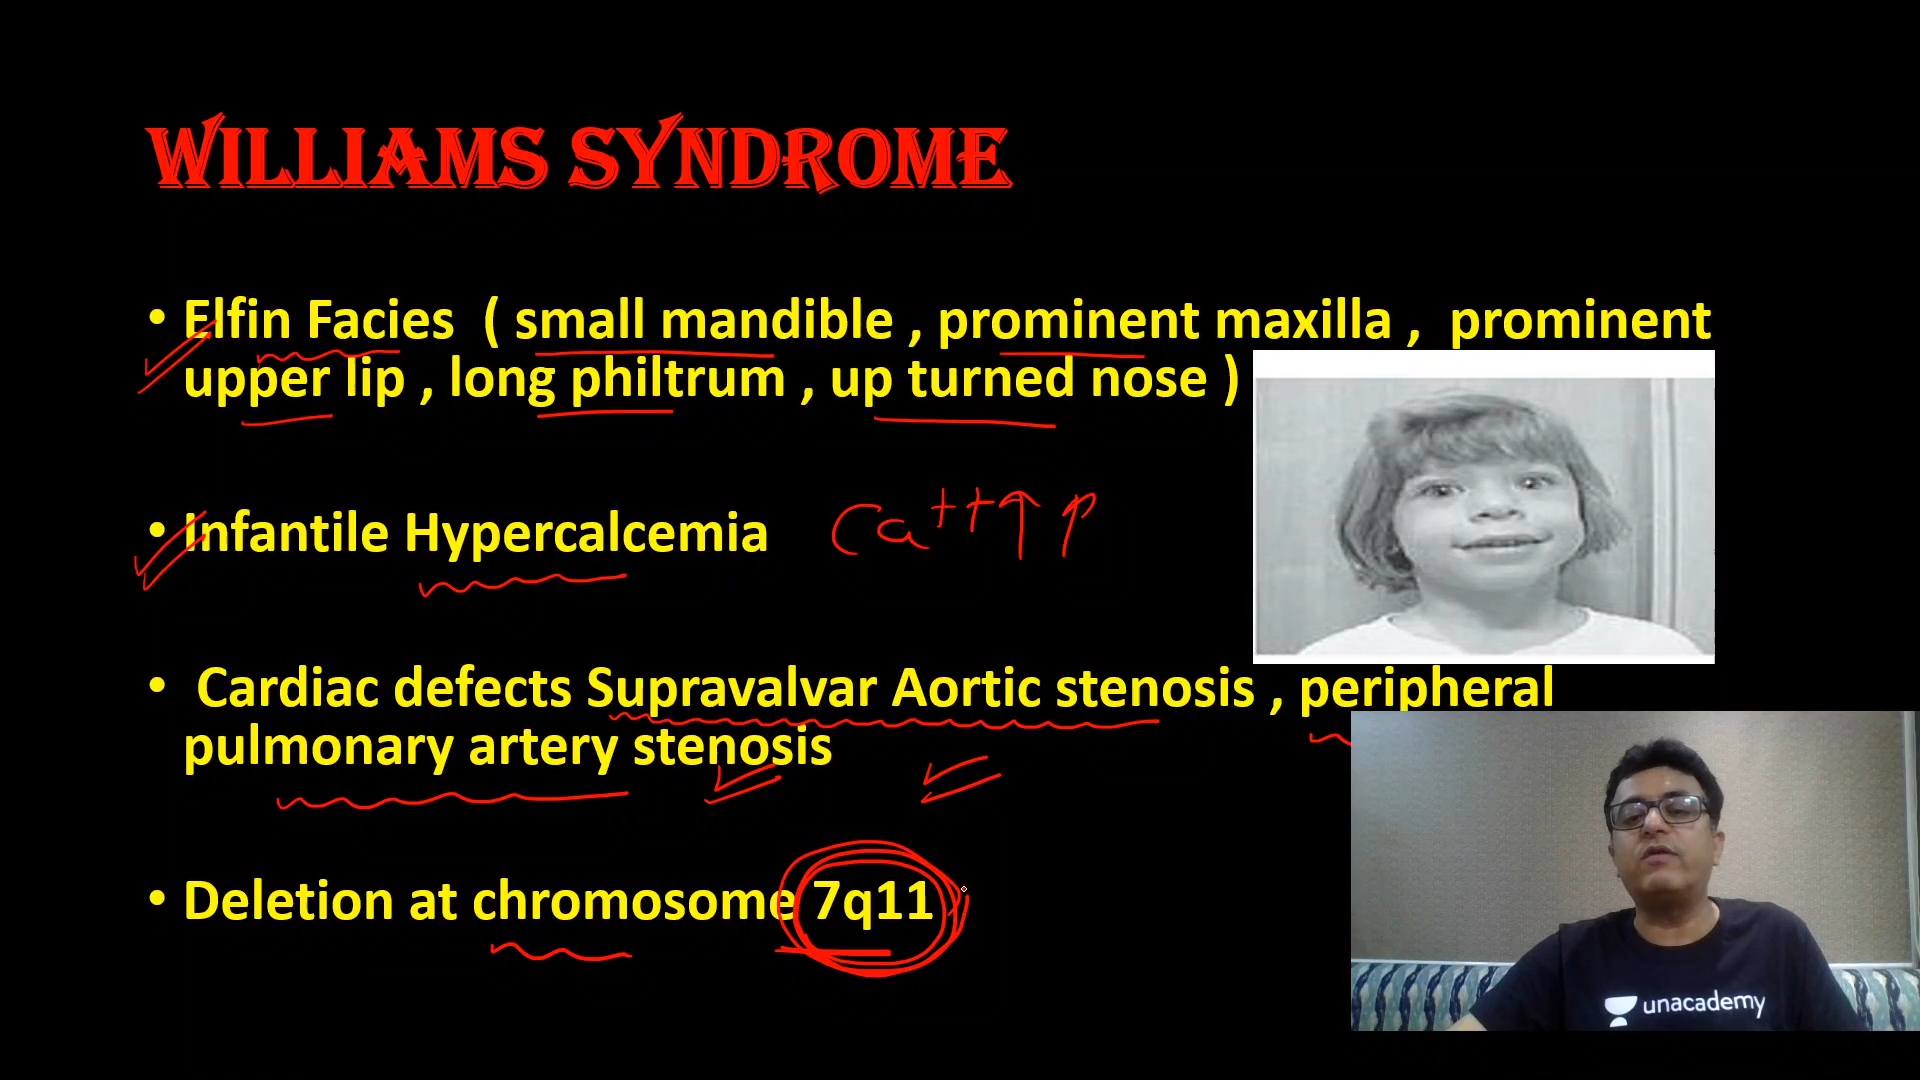 WILLIAMS SYNDROME
• Elfin Facies ( small mandible , prominent maxilla , prominent
upper lip , long philtrum , up turned nose )
• Infantile Hypercalcemia Ca++↑↑
• Cardiac defects Supravalvar Aortic stenosis , peripheral
pulmonary artery stenosis
• Deletion at chromosome 7q11
unacademy